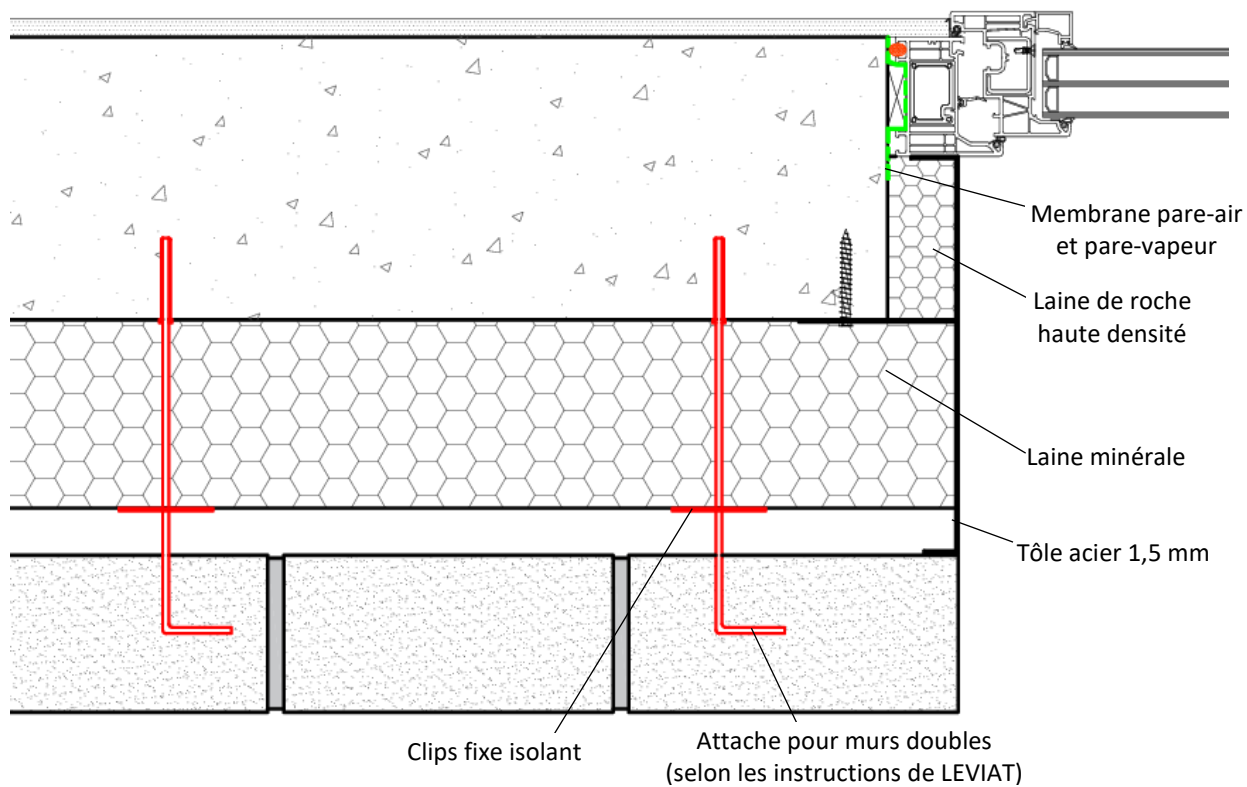 Membrane pare-air
et pare-vapeur
Laine de roche
haute densité
Laine minérale
Tôle acier 1,5 mm
Clips fixe isolant
Attache pour murs doubles
(selon les instructions de LEVIAT)